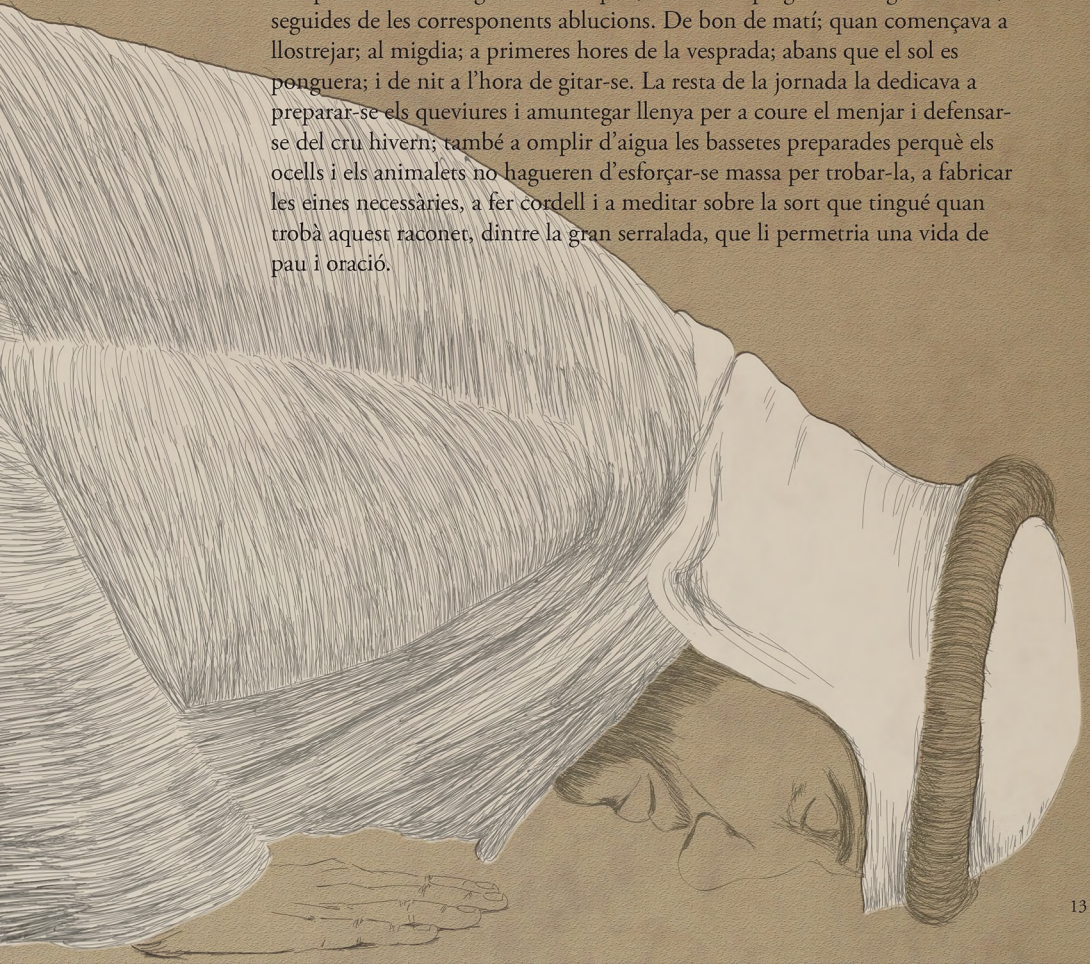 seguides de les corresponents ablucions. De bon de matí; quan començava a
llostrejar; al migdia; a primeres hores de la vesprada; abans que el sol es
ponguera; i de nit a l’hora de gitar-se. La resta de la jornada la dedicava a
preparar-se els queviures i amuntegar llenya per a coure el menjar i defensar-
se del cru hivern; també a omplir d’aigua les bassetes preparades perquè els
ocells i els animalets no hagueren d’esforçar-se massa per trobar-la, a fabricar
les eines necessàries, a fer cordell i a meditar sobre la sort que tingué quan
trobà aquest raconet, dintre la gran serralada, que li permetria una vida de
pau i oració.
13